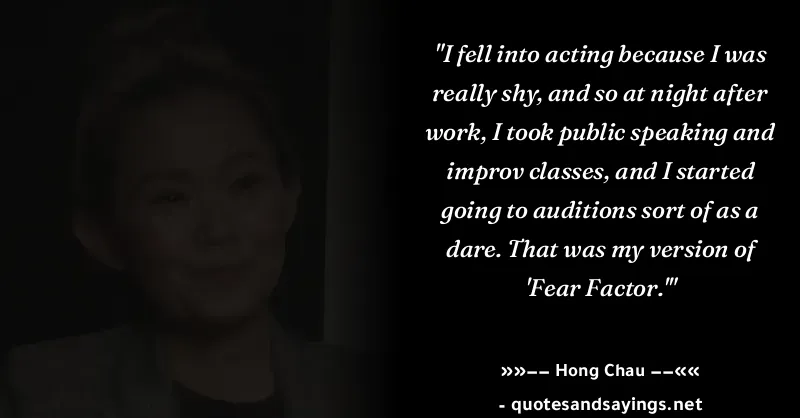 "I fell into acting because I was
really shy, and so at night after
work, I took public speaking and
improv classes, and I started
going to auditions sort of as a
dare. That was my version of
'Fear Factor.'"
»»–– Hong Chau ––««
- quotesandsayings.net